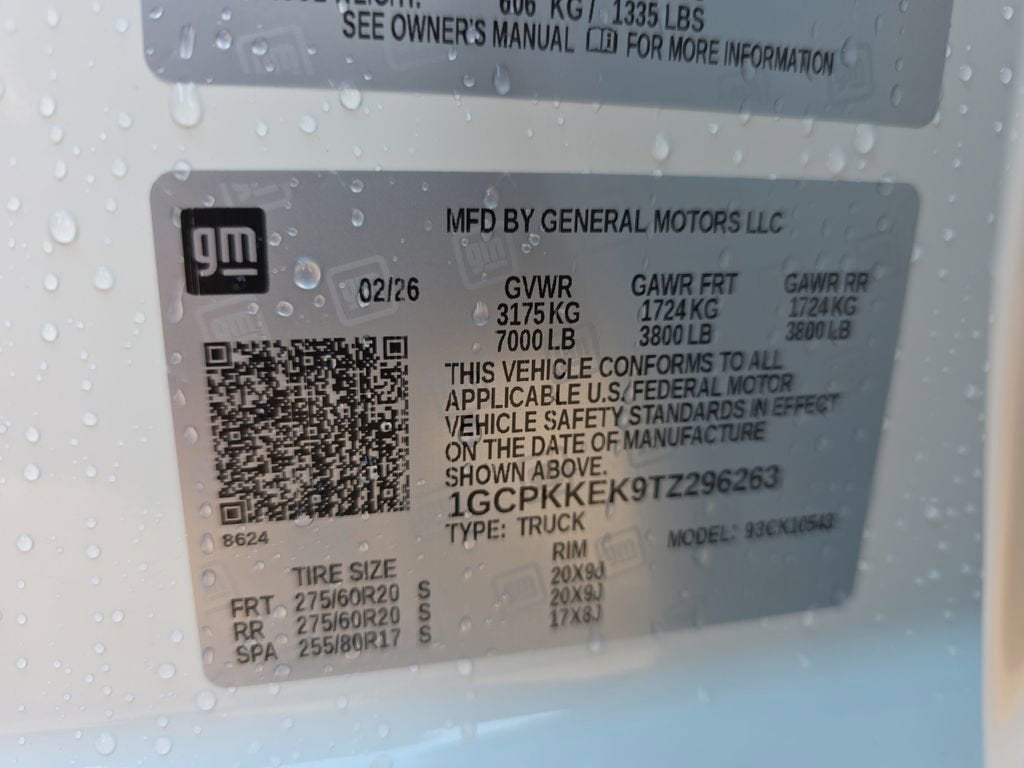 606 KG / 1335 LBS
SEE OWNER'S MANUAL FOR MORE INFORMATION
gm
MFD BY GENERAL MOTORS LLC
02/26
GVWR GAWR FRT GAWR RR
3175 KG 1724 KG 1724 KG
7000 LB 3800 LB 3800 LB
THIS VEHICLE CONFORMS TO ALL
APPLICABLE U.S. FEDERAL MOTOR
VEHICLE SAFETY STANDARDS IN EFFECT
ON THE DATE OF MANUFACTURE
SHOWN ABOVE.
1GCPKKEK9TZ296263
TYPE: TRUCK MODEL: 93CK10543
8624
TIRE SIZE RIM
FRT 275/60R20 S 20X9J
RR 275/60R20 S 20X9J
SPA 255/80R17 S 17X8J